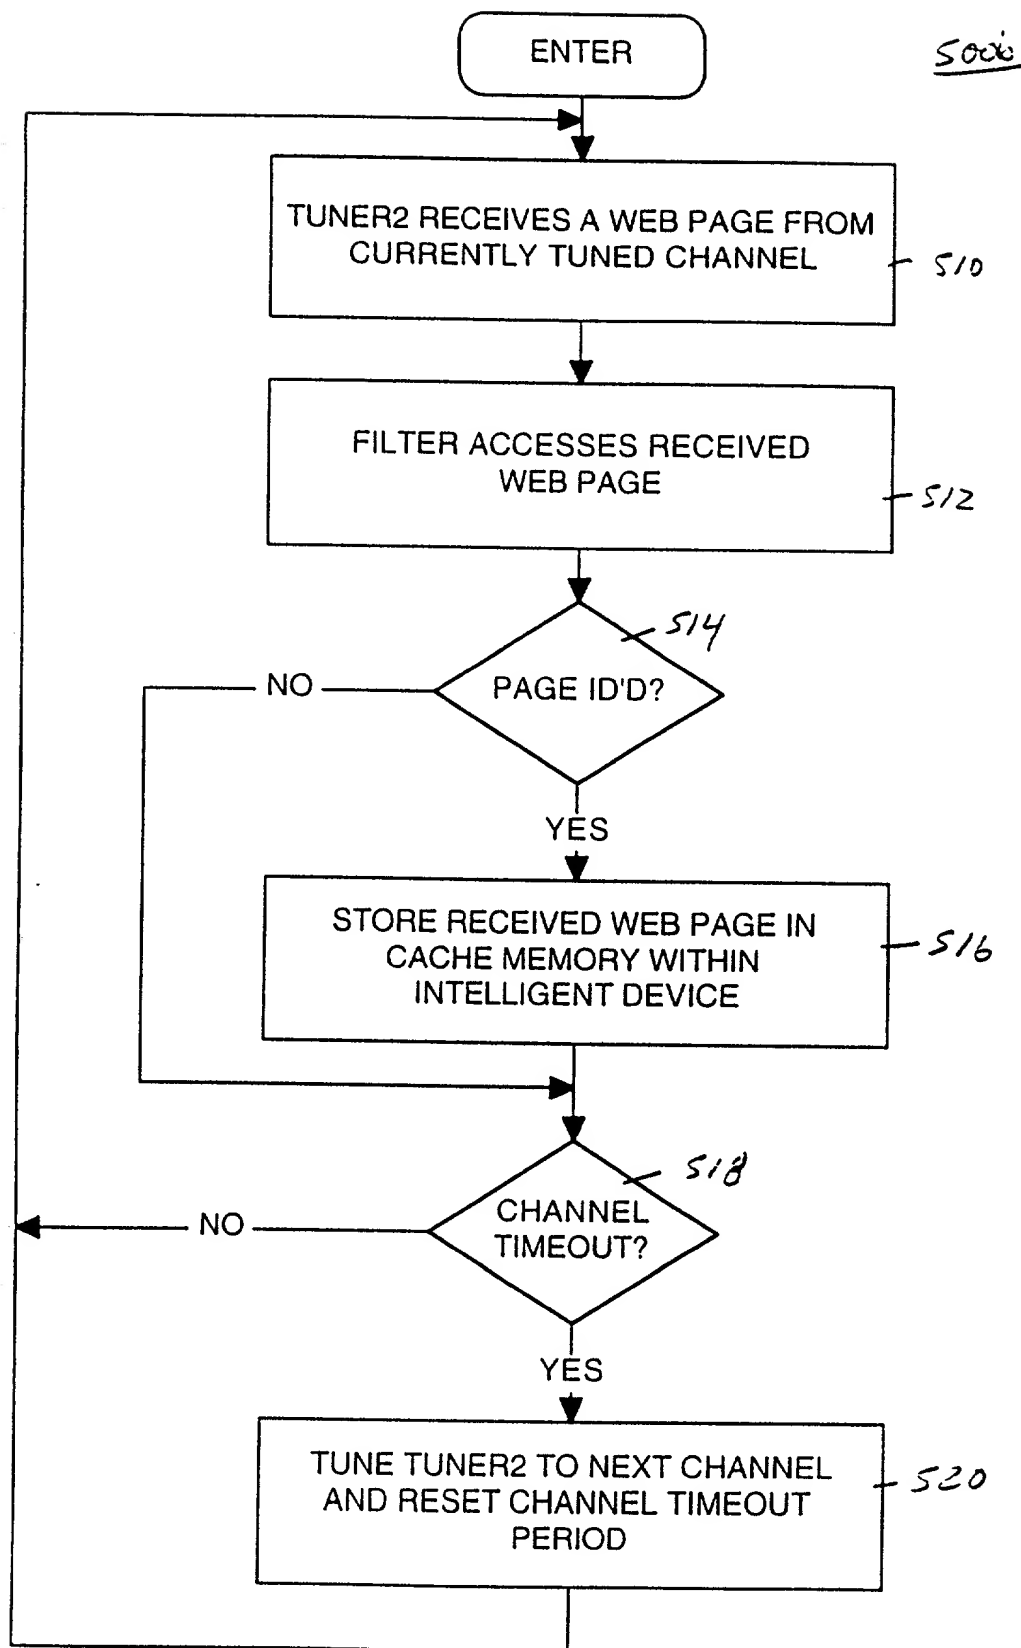 ENTER
TUNER2 RECEIVES A WEB PAGE FROM
CURRENTLY TUNED CHANNEL
510
FILTER ACCESSES RECEIVED
WEB PAGE
512
514
PAGE ID'D?
NO
YES
STORE RECEIVED WEB PAGE IN
CACHE MEMORY WITHIN
INTELLIGENT DEVICE
516
518
CHANNEL
TIMEOUT?
NO
YES
TUNE TUNER2 TO NEXT CHANNEL
AND RESET CHANNEL TIMEOUT
PERIOD
520